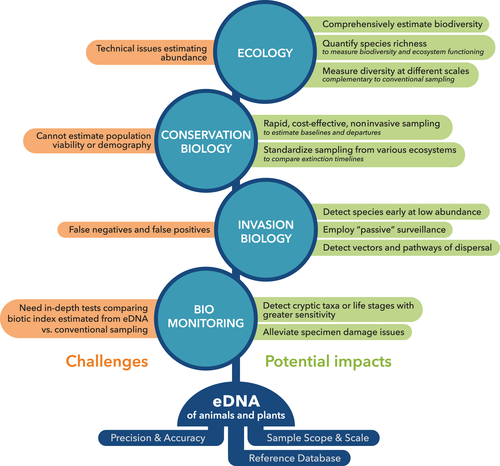 ECOLOGY
Technical issues estimating
abundance
Comprehensively estimate biodiversity
Quantify species richness
to measure biodiversity and ecosystem functioning
Measure diversity at different scales
complementary to conventional sampling
CONSERVATION
BIOLOGY
Cannot estimate population
viability or demography
Rapid, cost-effective, noninvasive sampling
to estimate baselines and departures
Standardize sampling from various ecosystems
to compare extinction timelines
INVASION
BIOLOGY
False negatives and false positives
Detect species early at low abundance
Employ “passive” surveillance
Detect vectors and pathways of dispersal
BIO
MONITORING
Need in-depth tests comparing
biotic index estimated from eDNA
vs. conventional sampling
Detect cryptic taxa or life stages with
greater sensitivity
Alleviate specimen damage issues
Challenges
Potential impacts
eDNA
of animals and plants
Precision & Accuracy
Sample Scope & Scale
Reference Database